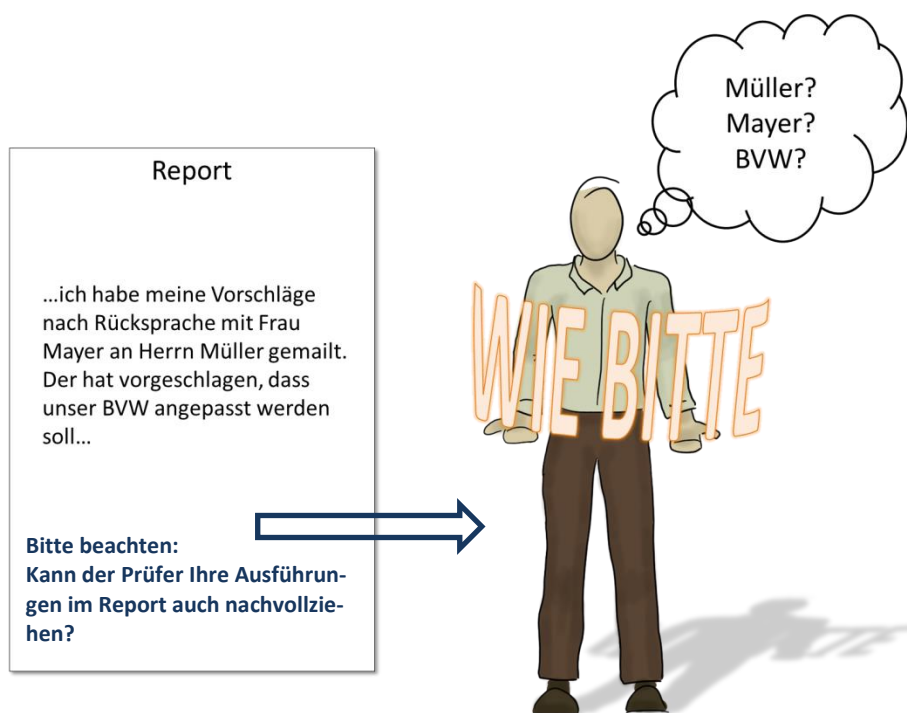 Müller?
Mayer?
BVW?
Report
...ich habe meine Vorschläge
nach Rücksprache mit Frau
Mayer an Herrn Müller gemailt.
Der hat vorgeschlagen, dass
unser BVW angepasst werden
soll...
WIE BITTE
Bitte beachten:
Kann der Prüfer Ihre Ausführun-
gen im Report auch nachvollzie-
hen?